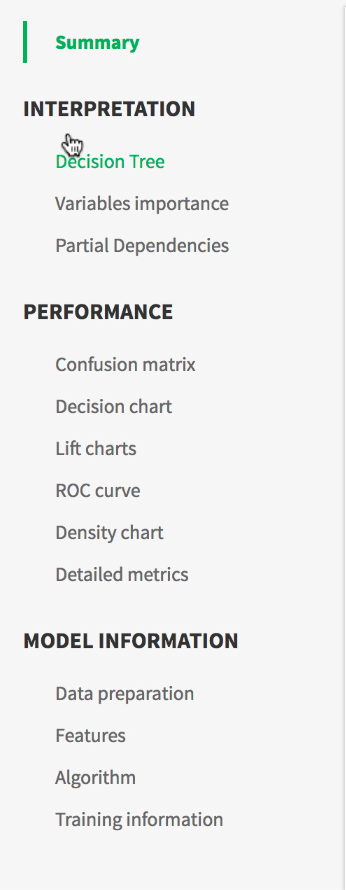 Summary
INTERPRETATION
Decision Tree
Variables importance
Partial Dependencies
PERFORMANCE
Confusion matrix
Decision chart
Lift charts
ROC curve
Density chart
Detailed metrics
MODEL INFORMATION
Data preparation
Features
Algorithm
Training information